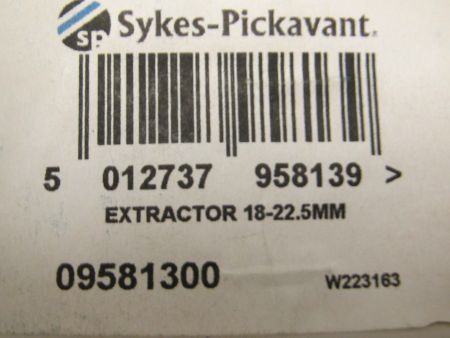 sp Sykes-Pickavant.
5 012737 958139 >
EXTRACTOR 18-22.5MM
09581300 W223163